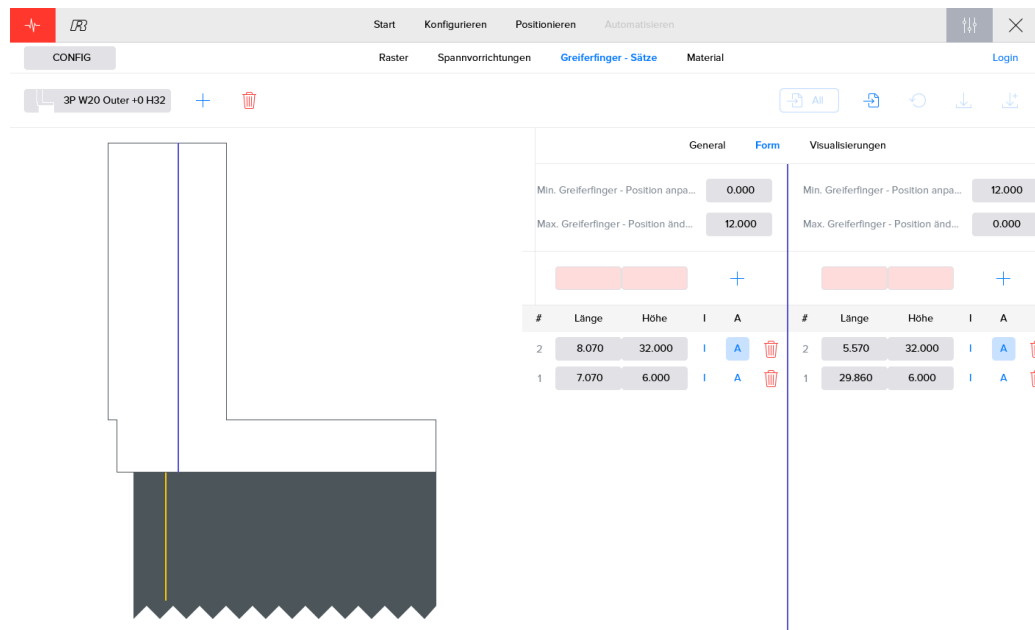 Start Konfigurieren Positionieren Automatisieren
CONFIG Raster Spannvorrichtungen Greiferfinger - Sätze Material Login
3P W20 Outer +0 H32 All
General Form Visualisierungen
Min. Greiferfinger - Position anpa... 0.000 Min. Greiferfinger - Position anpa... 12.000
Max. Greiferfinger - Position änd... 12.000 Max. Greiferfinger - Position änd... 0.000
# Länge Höhe I A # Länge Höhe I A
2 8.070 32.000 I A 2 5.570 32.000 I A
1 7.070 6.000 I A 1 29.860 6.000 I A